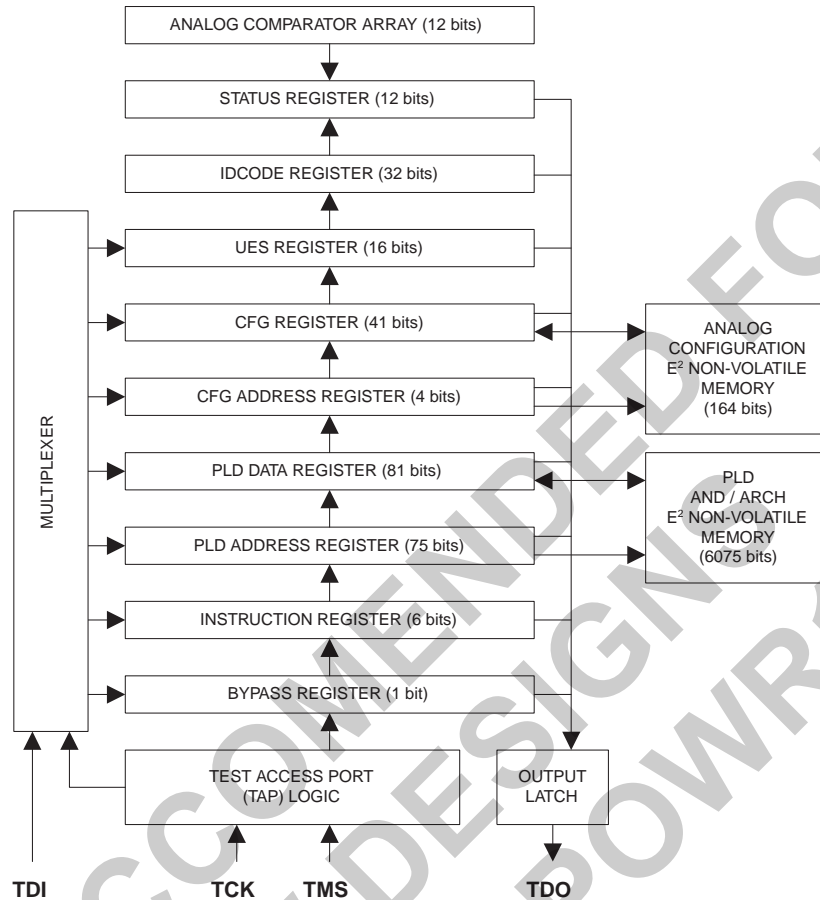 ANALOG COMPARATOR ARRAY (12 bits)
STATUS REGISTER (12 bits)
IDCODE REGISTER (32 bits)
UES REGISTER (16 bits)
CFG REGISTER (41 bits)
CFG ADDRESS REGISTER (4 bits)
PLD DATA REGISTER (81 bits)
PLD ADDRESS REGISTER (75 bits)
INSTRUCTION REGISTER (6 bits)
BYPASS REGISTER (1 bit)
MULTIPLEXER
ANALOG
CONFIGURATION
E² NON-VOLATILE
MEMORY
(164 bits)
PLD
AND / ARCH
E² NON-VOLATILE
MEMORY
(6075 bits)
TEST ACCESS PORT
(TAP) LOGIC
OUTPUT
LATCH
TDI
TCK
TMS
TDO
DESIGNS